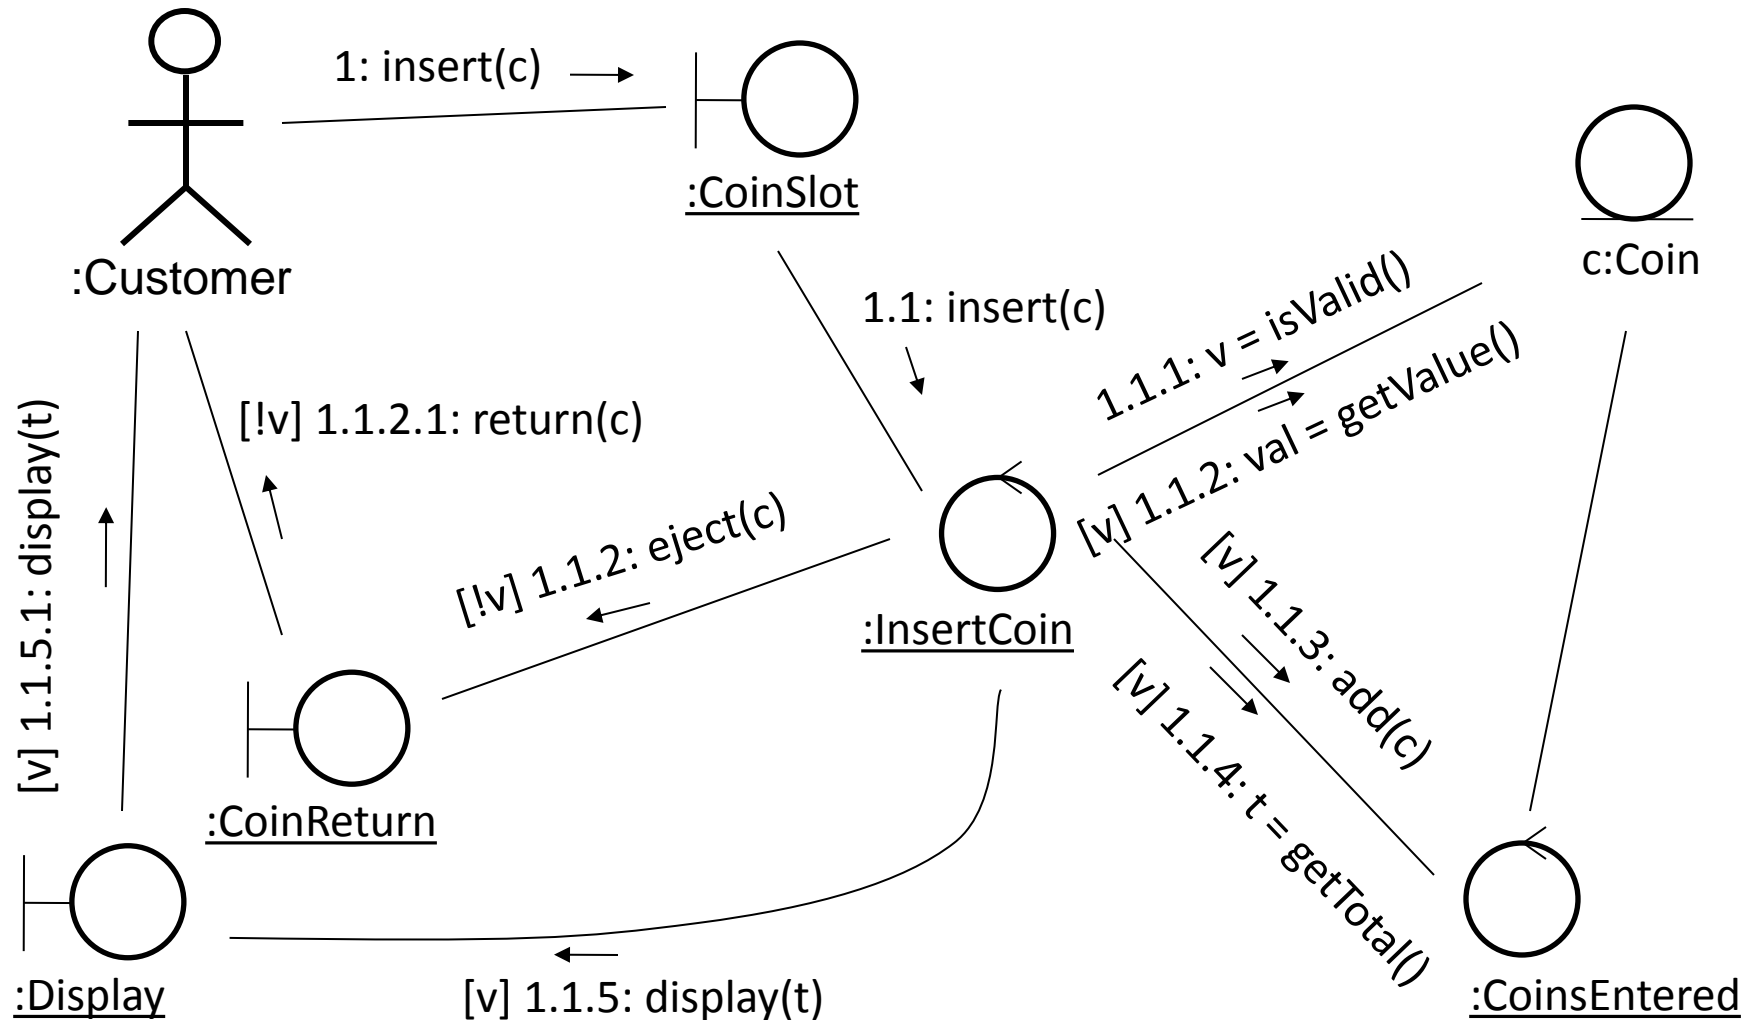 1: insert(c)
:CoinSlot
:Customer
c:Coin
1.1: insert(c)
1.1.1: v = isValid()
[v] 1.1.2: val = getValue()
[!v] 1.1.2.1: return(c)
[v] 1.1.5.1: display(t)
[!v] 1.1.2: eject(c)
:InsertCoin
[v] 1.1.3: add(c)
[v] 1.1.4: t = getTotal()
:CoinReturn
:Display
[v] 1.1.5: display(t)
:CoinsEntered